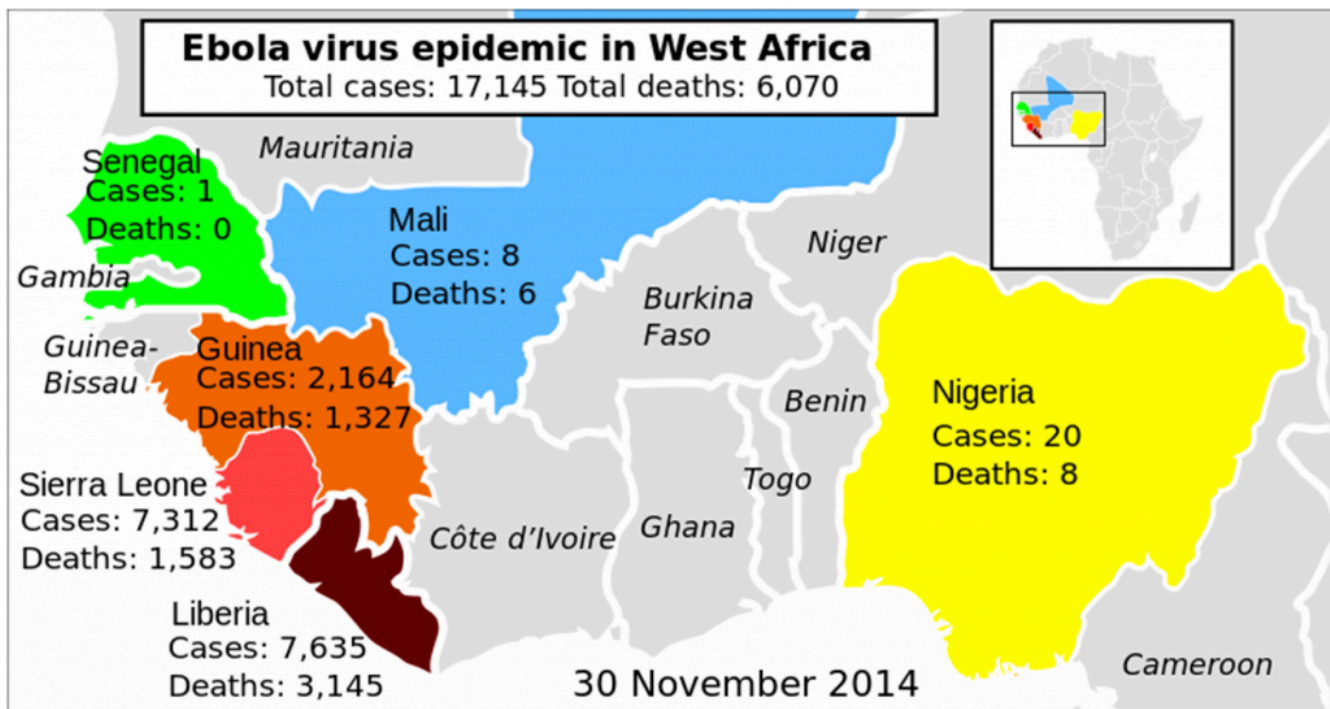 Ebola virus epidemic in West Africa
Total cases: 17,145 Total deaths: 6,070
Mauritania
Senegal
Cases: 1
Deaths: 0
Gambia
Mali
Cases: 8
Deaths: 6
Niger
Burkina
Faso
Guinea-
Bissau
Guinea
Cases: 2,164
Deaths: 1,327
Benin
Nigeria
Cases: 20
Deaths: 8
Togo
Sierra Leone
Cases: 7,312
Deaths: 1,583
Côte d’Ivoire
Ghana
Liberia
Cases: 7,635
Deaths: 3,145
30 November 2014
Cameroon